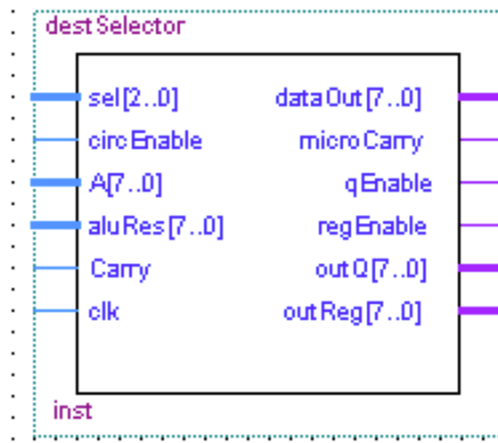 destSelector
sel[2..0] dataOut[7..0]
circEnable microCarry
A[7..0] qEnable
aluRes[7..0] regEnable
Carry outQ[7..0]
clk outReg[7..0]
inst